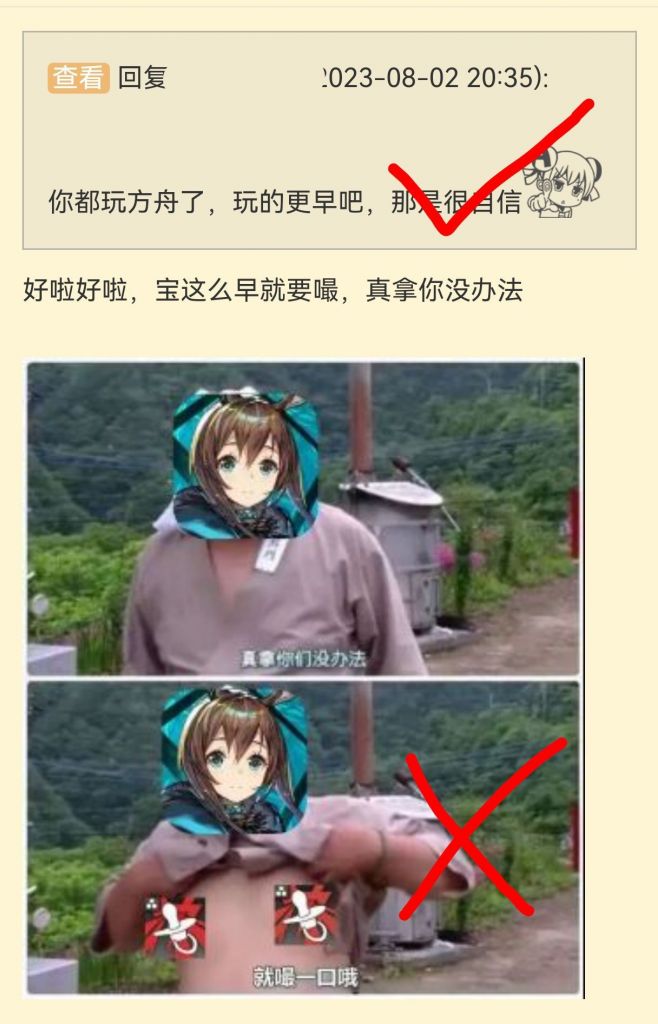 查看 回复 2023-08-02 20:35):
你都玩方舟了，玩的更早吧，那是很自信
好啦好啦，宝这么早就要嘬，真拿你没办法
真拿你们没办法
就嘬一口哦